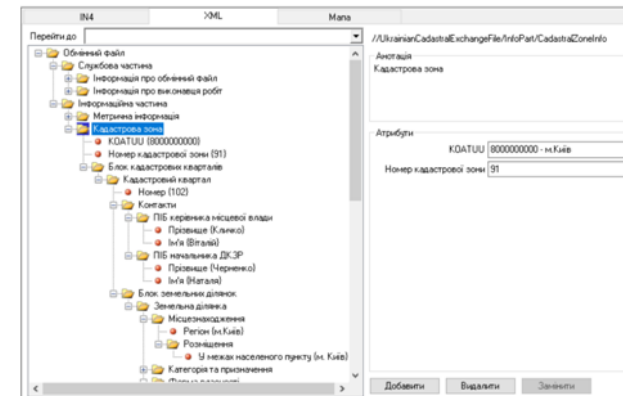 IN4 XML Мапа
Перейти до
Обмінний файл
Службова частина
Інформація про обмінний файл
Інформація про виконавця робіт
Інформаційна частина
Метрична інформація
Кадастрова зона
KOATUU (8000000000)
Номер кадастрової зони (91)
Блок кадастрових кварталів
Кадастровий квартал
Номер (102)
Контакти
ПІБ керівника місцевої влади
Прізвище (Кличко)
Ім'я (Віталій)
ПІБ начальника ДКЗР
Прізвище (Черненко)
Ім'я (Наталя)
Блок земельних ділянок
Земельна ділянка
Місцезнаходження
Регіон (м.Київ)
Розміщення
У межах населеного пункту (м. Київ)
Категорія та призначення
Форма власності
//UkrainianCadastralExchangeFile/InfoPart/CadastralZoneInfo
Анотація
Кадастрова зона
Атрибути
KOATUU 8000000000 - м.Київ
Номер кадастрової зони 91
Добавити Видалити Замінити